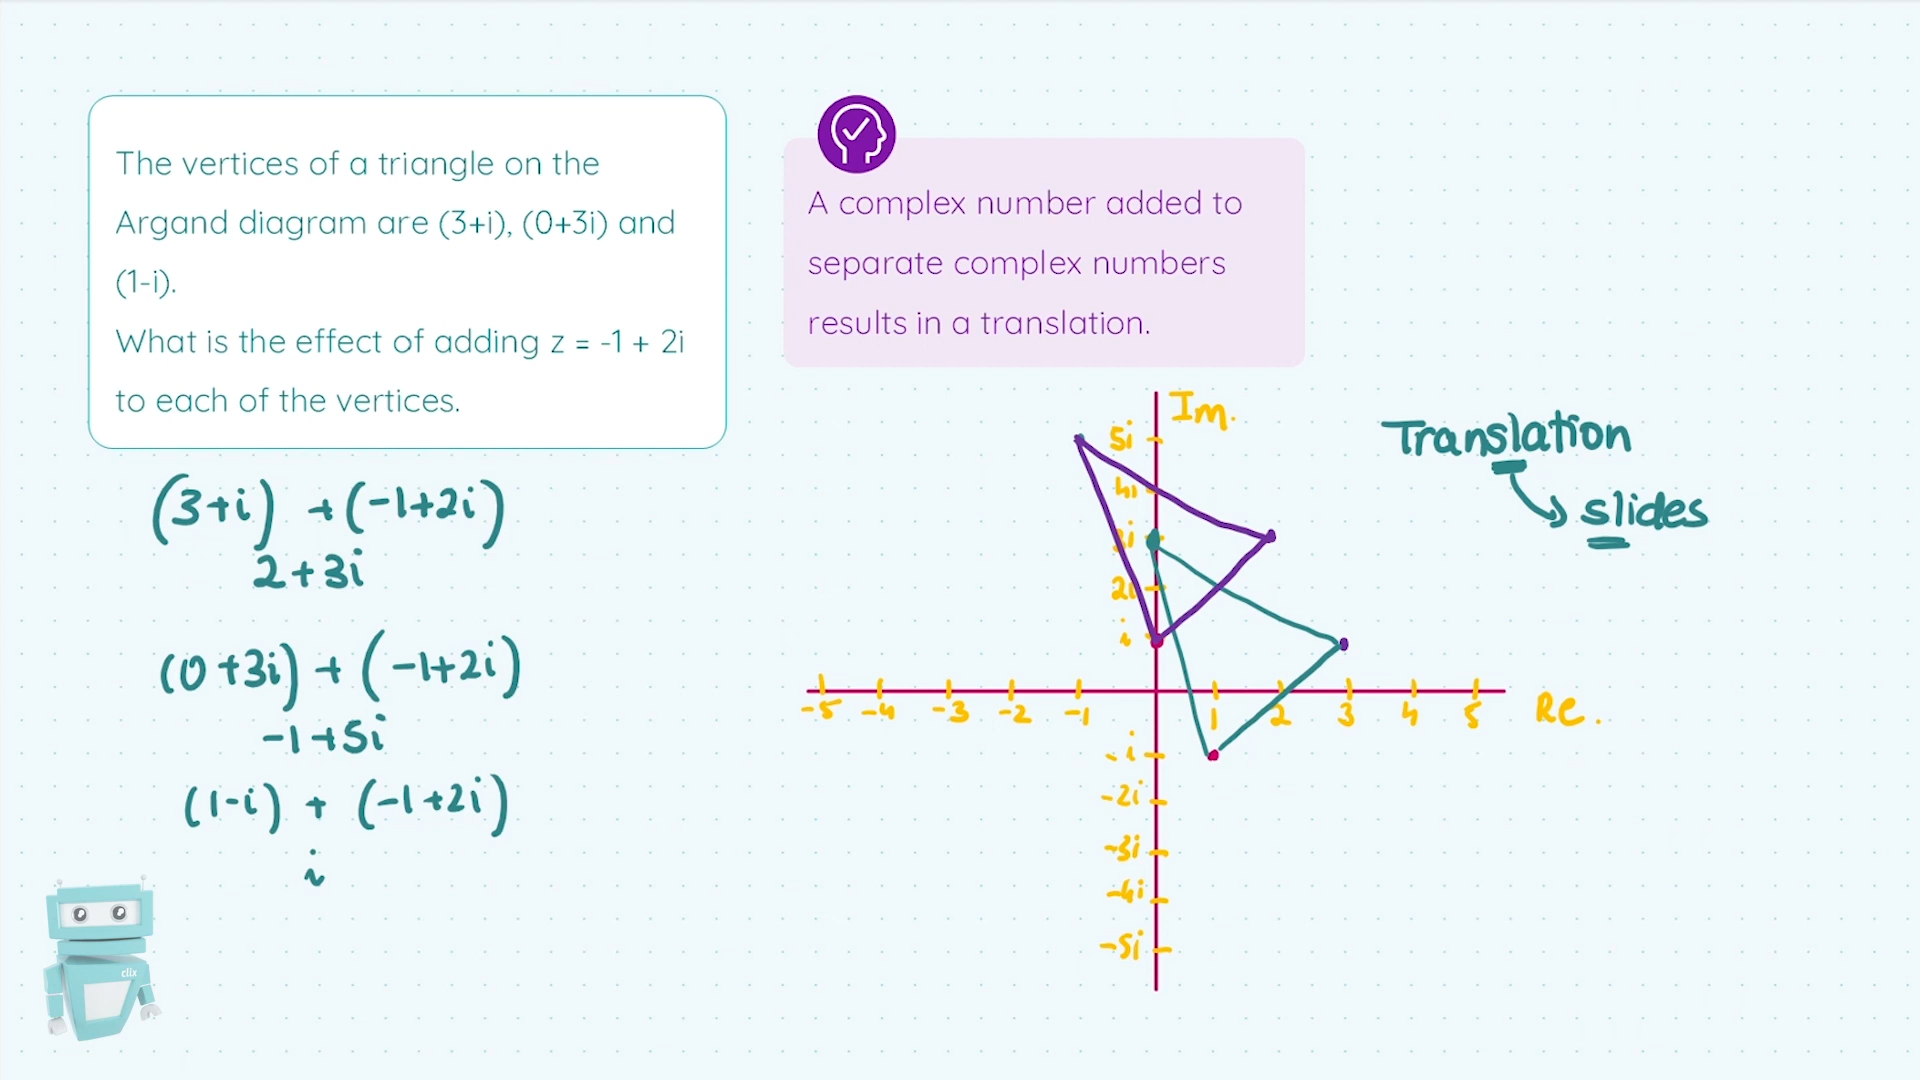 The vertices of a triangle on the
Argand diagram are (3+i), (0+3i) and
(1-i).
What is the effect of adding z = -1 + 2i
to each of the vertices.
A complex number added to
separate complex numbers
results in a translation.
(3+i) + (-1+2i)
2+3i
(0+3i) + (-1+2i)
-1+5i
(1-i) + (-1+2i)
i
Im.
5i
4i
3i
2i
i
-5 -4 -3 -2 -1 1 2 3 4 5 Re.
-i
-2i
-3i
-4i
-5i
Translation
slides
clix